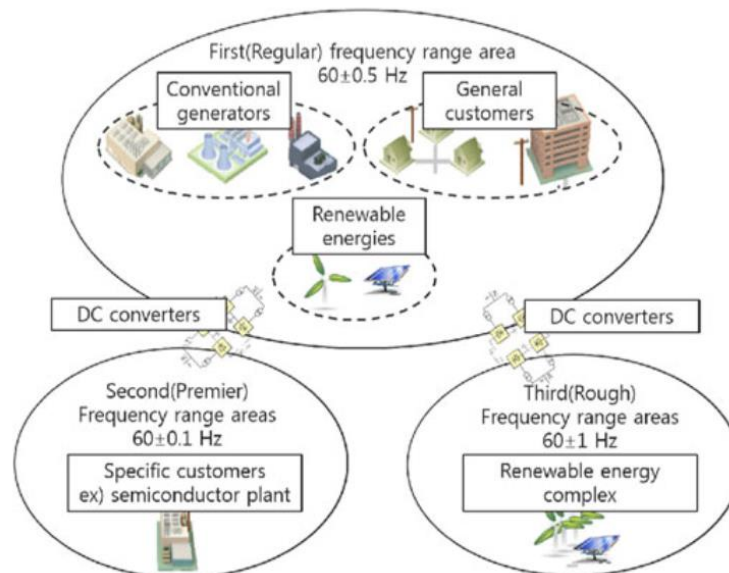 First(Regular) frequency range area
60±0.5 Hz
Conventional
generators
General
customers
Renewable
energies
DC converters
DC converters
Second(Premier)
Frequency range areas
60±0.1 Hz
Specific customers
ex) semiconductor plant
Third(Rough)
Frequency range areas
60±1 Hz
Renewable energy
complex